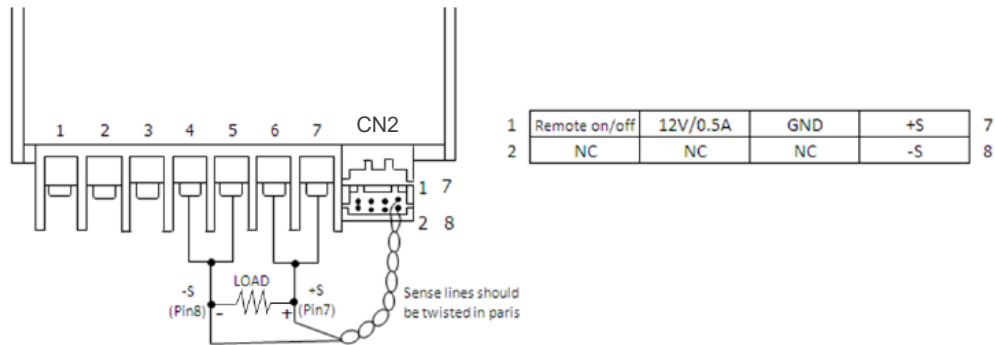 1 2 3 4 5 6 7 CN2
1 7
2 8
-S LOAD +S
(Pin8) - + (Pin7)
Sense lines should
be twisted in paris
1 Remote on/off 12V/0.5A GND +S 7
2 NC NC NC -S 8